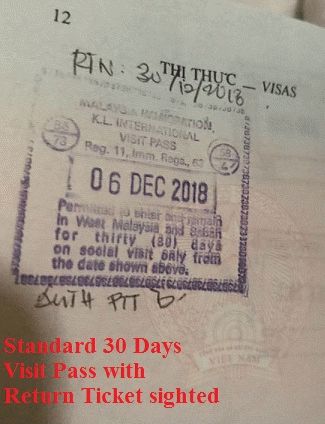 12
THỊ THỰC — VISAS
RTN: 30/12/2018
MALAYSIA IMMIGRATION,
K.L. INTERNATIONAL
VISIT PASS
Reg. 11, Imm. Regs., 63
06 DEC 2018
Permitted to enter and remain
in West Malaysia and Sabah
for thirty (30) days
on social visit only from
the date shown above.
VIET NAM
Standard 30 Days
Visit Pass with
Return Ticket sighted